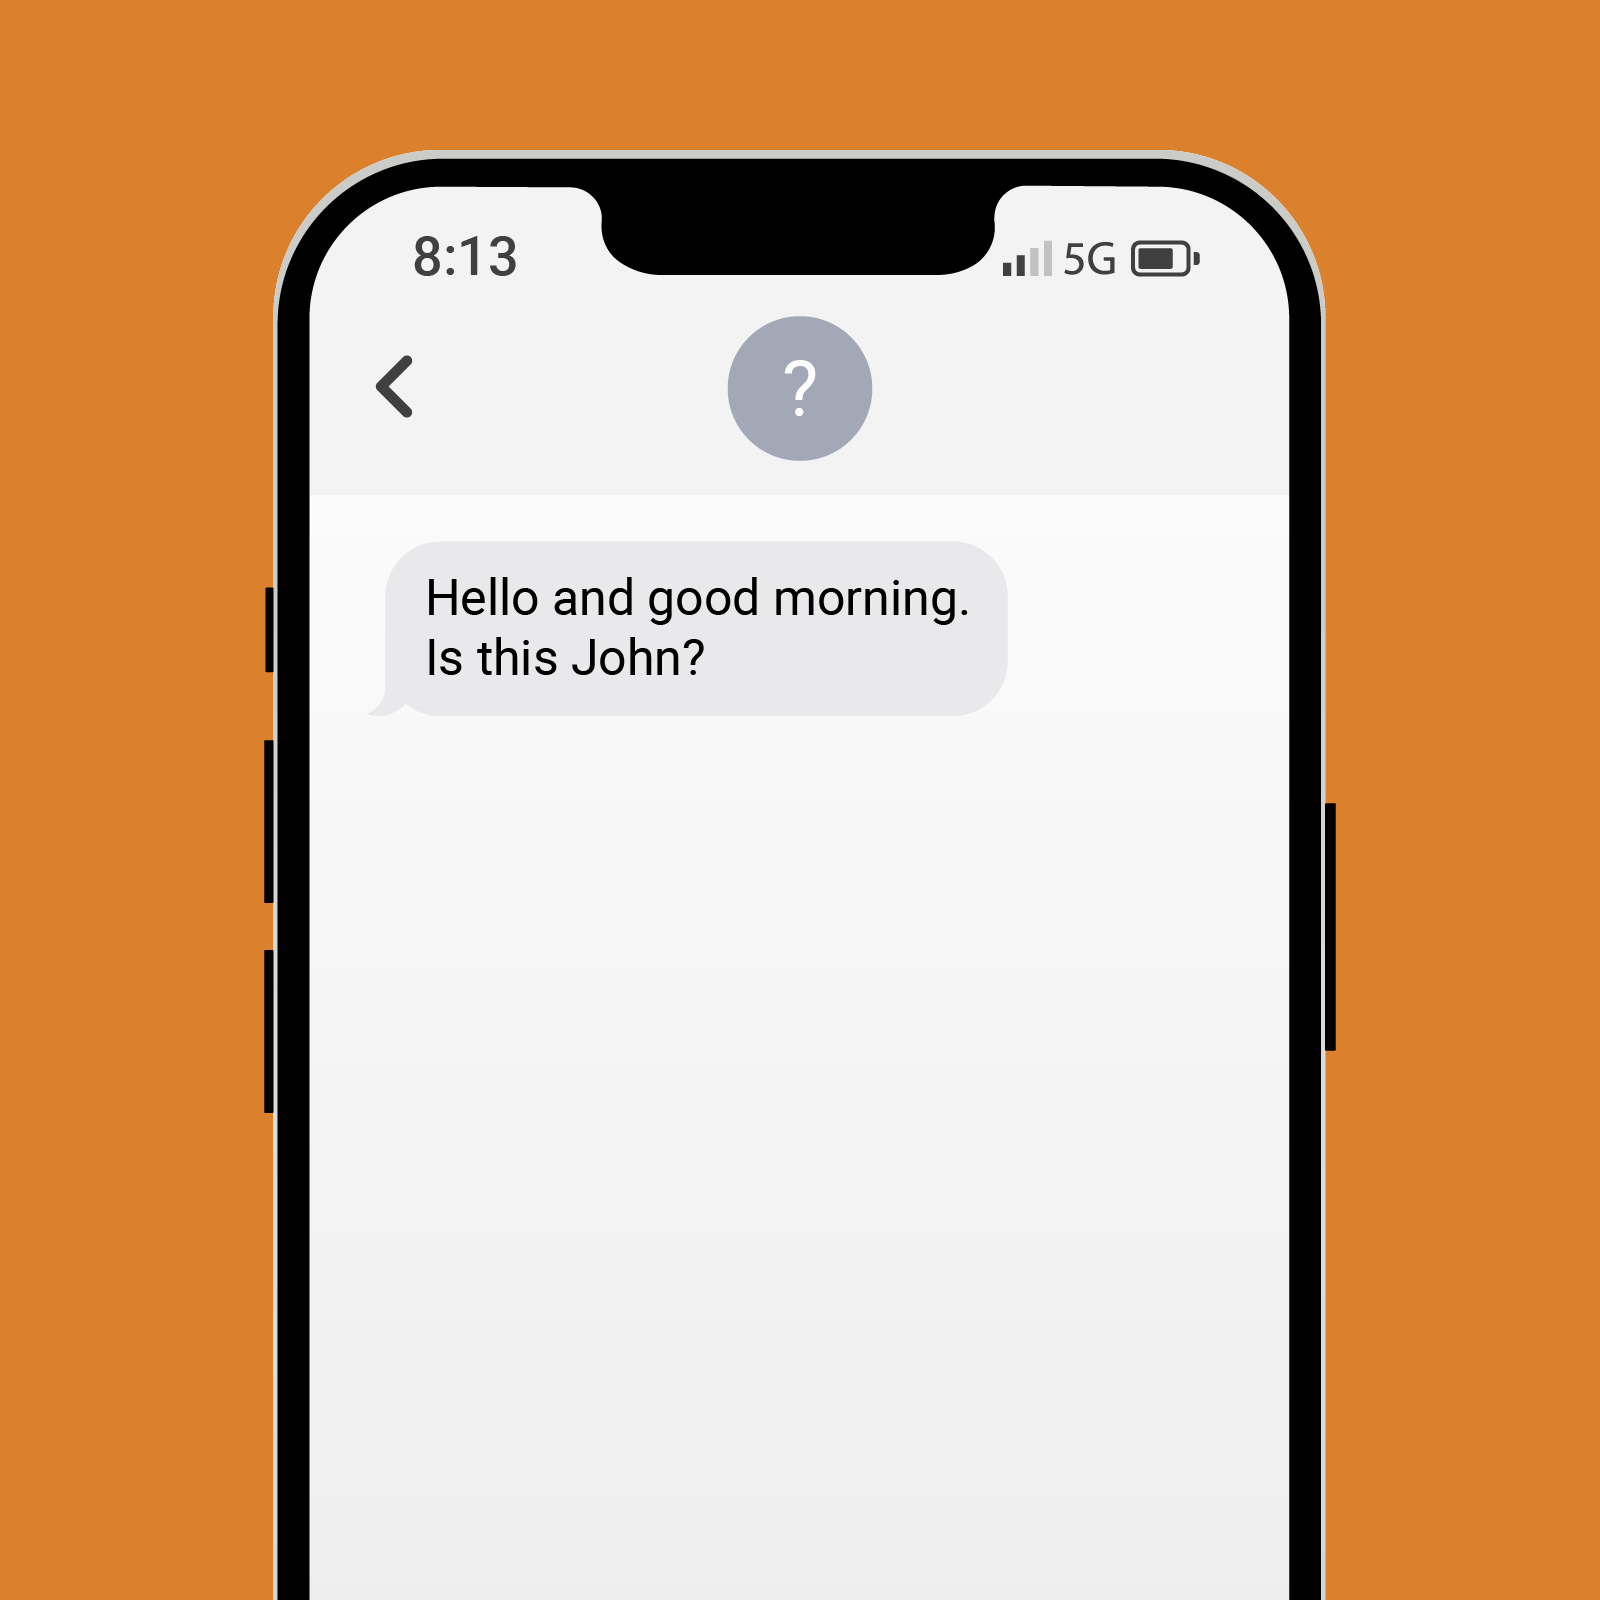 8:13 5G
?
Hello and good morning.
Is this John?